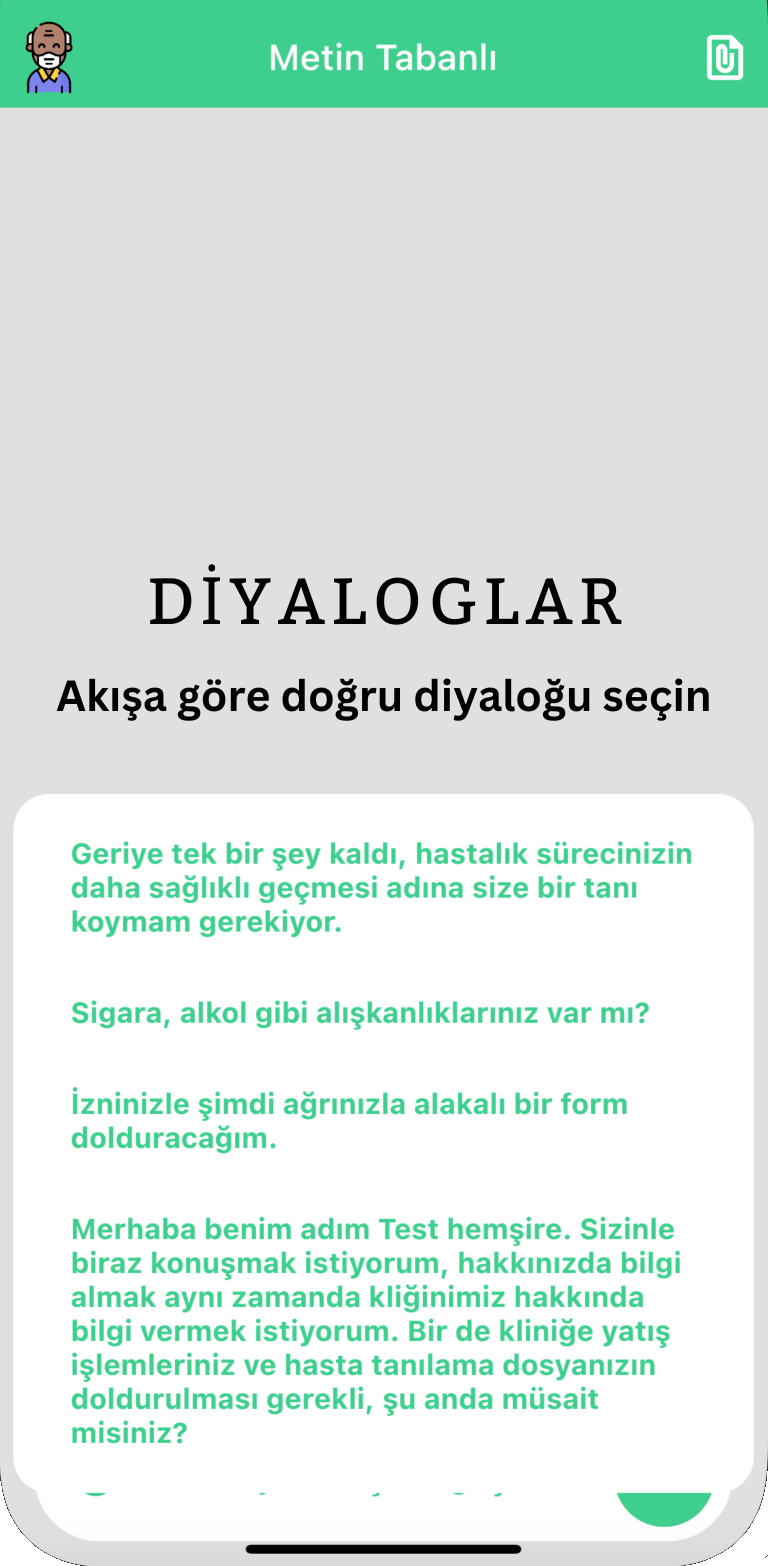 Metin Tabanlı
DİYALOGLAR
Akışa göre doğru diyaloğu seçin
Geriye tek bir şey kaldı, hastalık sürecinizin
daha sağlıklı geçmesi adına size bir tanı
koymam gerekiyor.
Sigara, alkol gibi alışkanlıklarınız var mı?
İzninizle şimdi ağrınızla alakalı bir form
dolduracağım.
Merhaba benim adım Test hemşire. Sizinle
biraz konuşmak istiyorum, hakkınızda bilgi
almak aynı zamanda kliğinimiz hakkında
bilgi vermek istiyorum. Bir de kliniğe yatış
işlemleriniz ve hasta tanılama dosyanızın
doldurulması gerekli, şu anda müsait
misiniz?